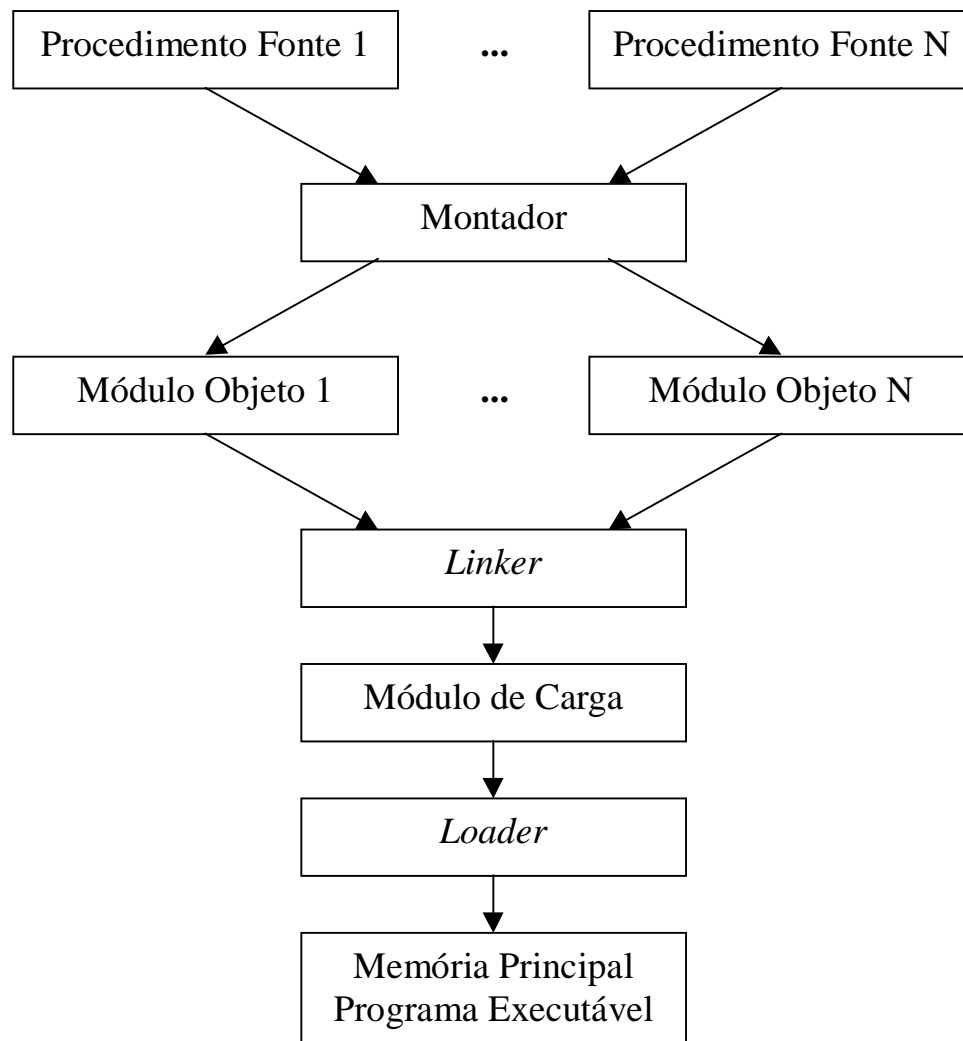 Procedimento Fonte 1
...
Procedimento Fonte N
Montador
Módulo Objeto 1
...
Módulo Objeto N
Linker
Módulo de Carga
Loader
Memória Principal
Programa Executável